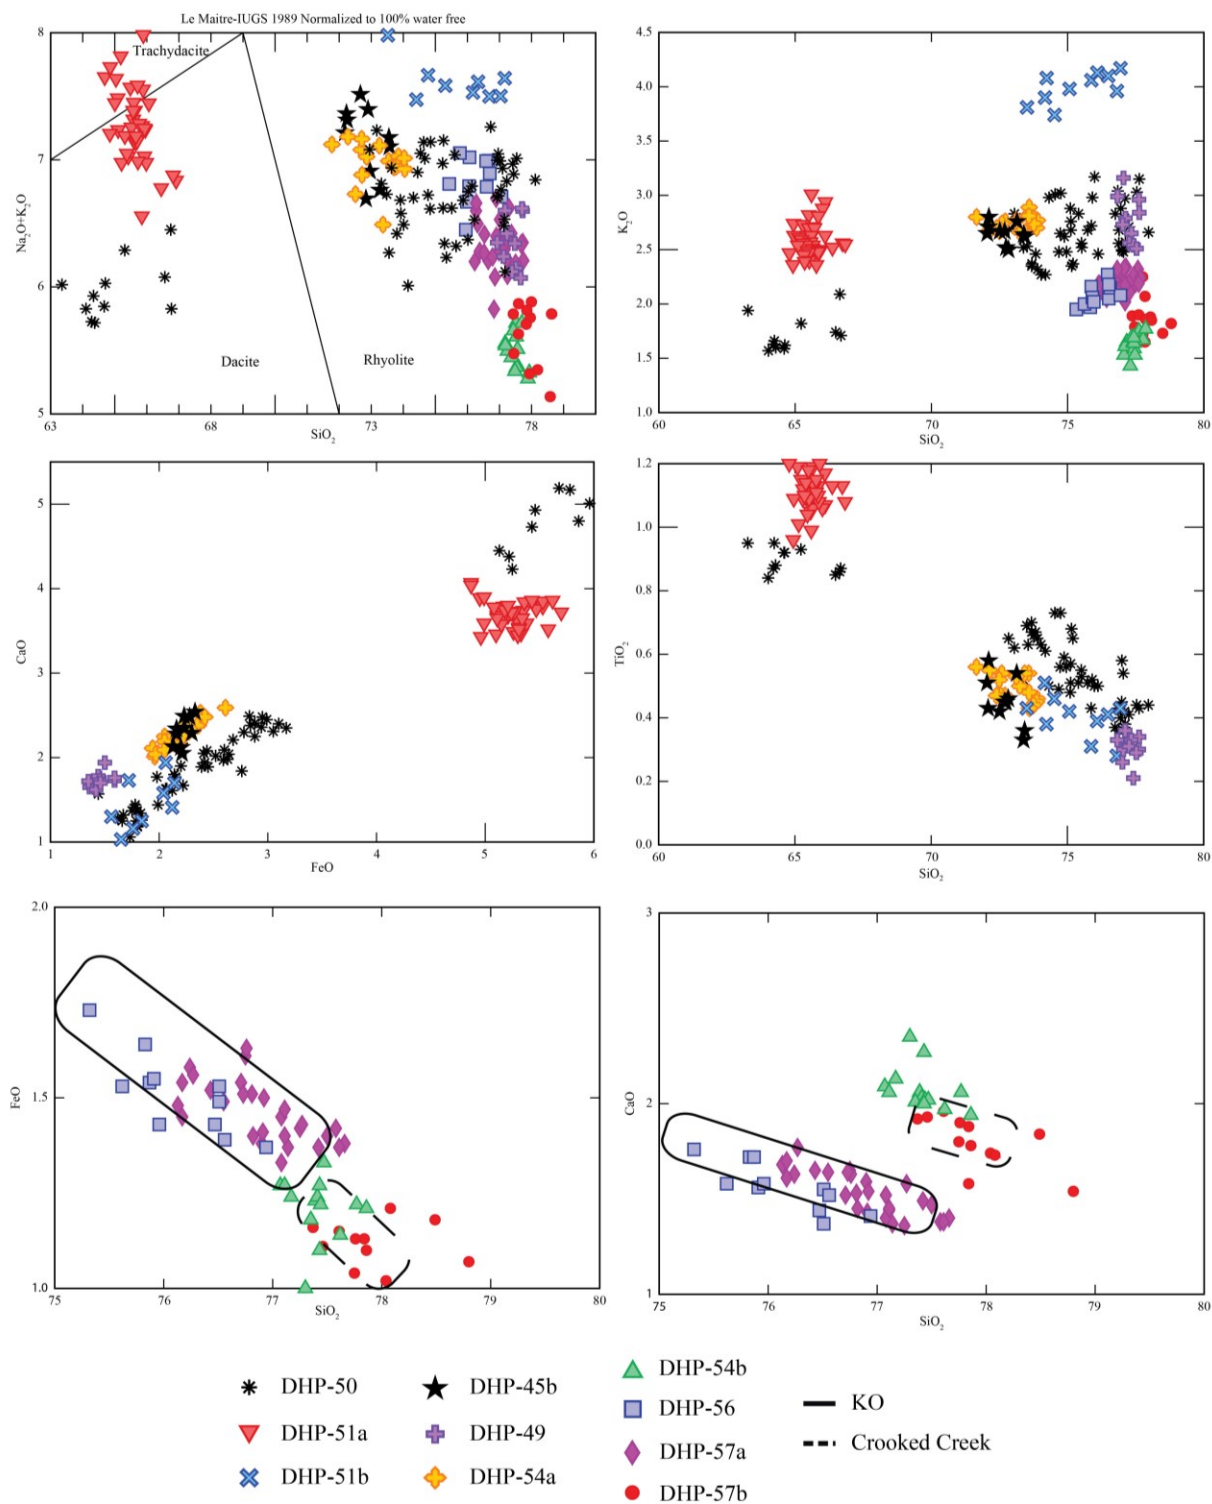 Le Maitre-IUGS 1989 Normalized to 100% water free
8
7
6
5
Na₂O+K₂O
Trachydacite
Dacite
Rhyolite
63
68
73
78
SiO₂
4.5
4.0
3.5
3.0
2.5
2.0
1.5
1.0
K₂O
60
65
70
75
80
SiO₂
5
4
3
2
1
CaO
1
2
3
4
5
6
FeO
1.2
1.0
0.8
0.6
0.4
0.2
0.0
TiO₂
60
65
70
75
80
SiO₂
2.0
1.5
1.0
FeO
75
76
77
78
79
80
SiO₂
3
2
1
CaO
75
76
77
78
79
80
SiO₂
DHP-50
DHP-51a
DHP-51b
DHP-45b
DHP-49
DHP-54a
DHP-54b
DHP-56
DHP-57a
DHP-57b
KO
Crooked Creek